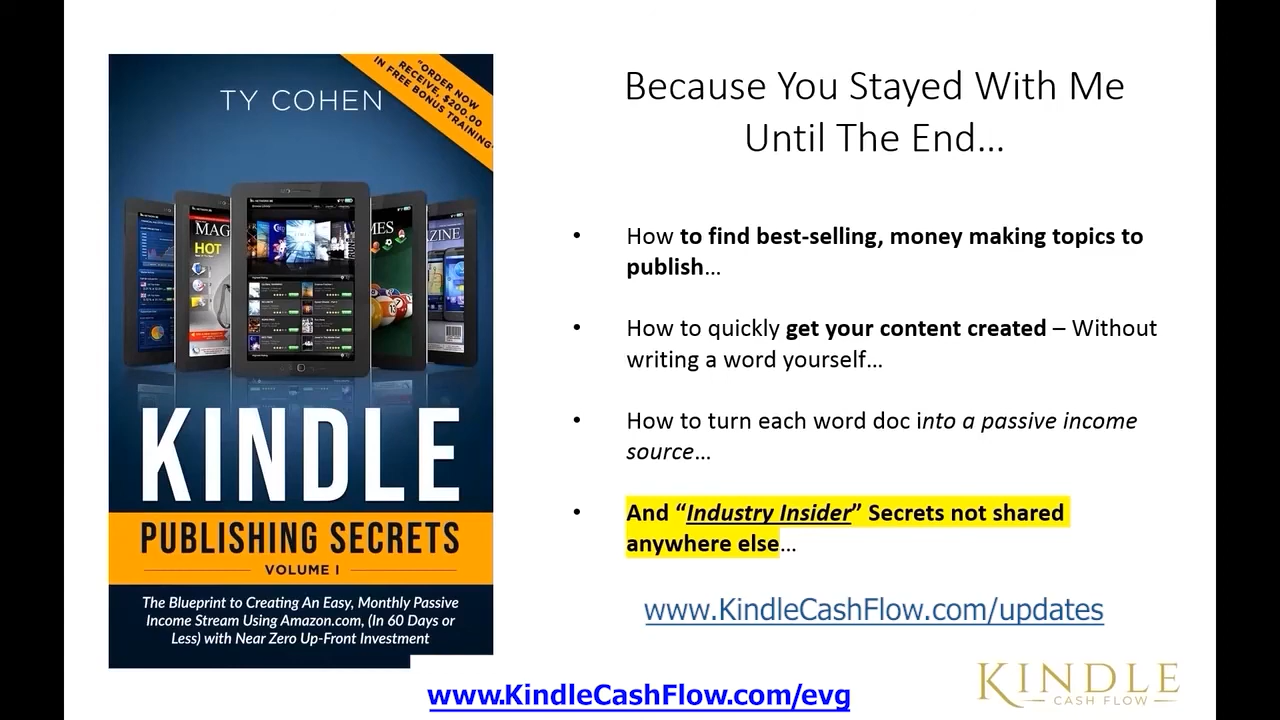 TY COHEN
"ORDER NOW
RECEIVE, $200.00
IN FREE BONUS TRAINING"
MAG
HOT
MES
ZINE
KINDLE
PUBLISHING SECRETS
VOLUME I
The Blueprint to Creating An Easy, Monthly Passive
Income Stream Using Amazon.com, (In 60 Days or
Less) with Near Zero Up-Front Investment
Because You Stayed With Me
Until The End...
• How to find best-selling, money making topics to
publish...
• How to quickly get your content created – Without
writing a word yourself...
• How to turn each word doc into a passive income
source...
• And “Industry Insider” Secrets not shared
anywhere else...
www.KindleCashFlow.com/updates
www.KindleCashFlow.com/evg
KINDLE
CASH FLOW